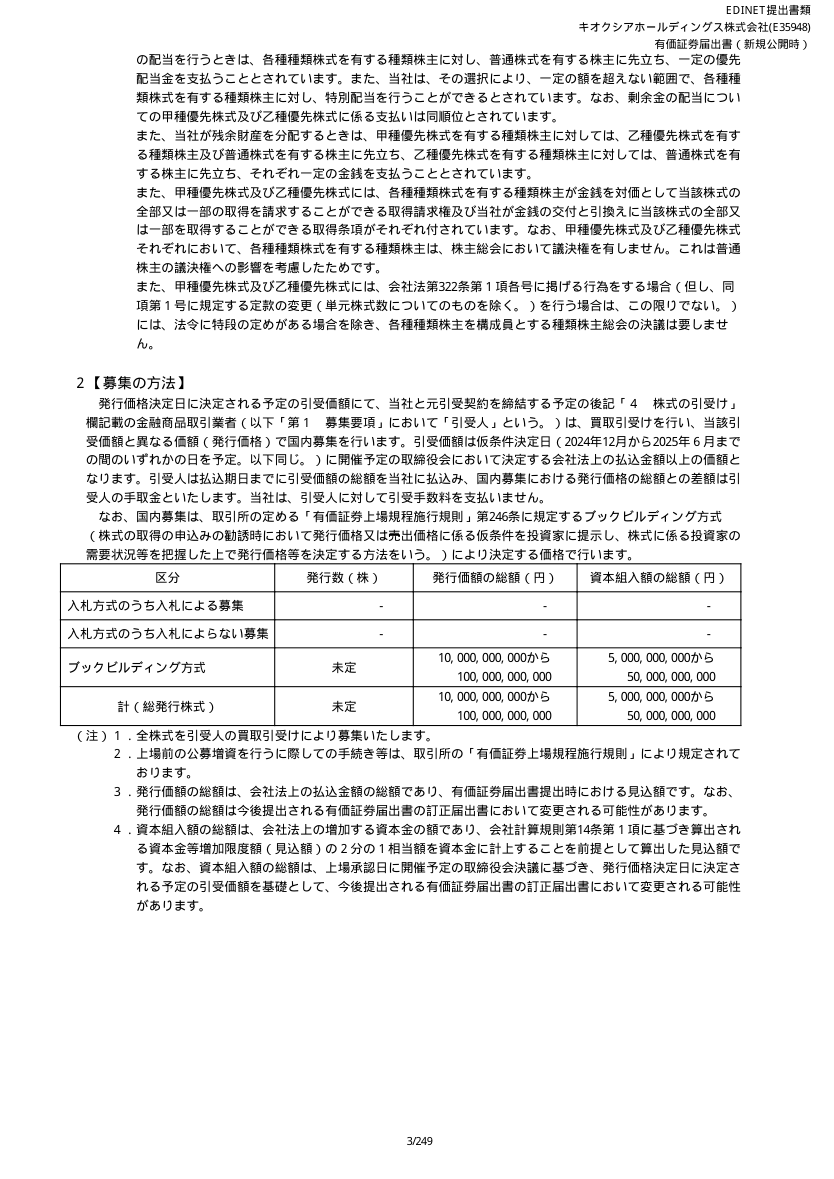 EDINET提出書類
キオクシアホールディングス株式会社(E35948)
有価証券届出書（新規公開時）
の配当を行うときは、各種種類株式を有する種類株主に対し、普通株式を有する株主に先立ち、一定の優先
配当金を支払うこととされています。また、当社は、その選択により、一定の額を超えない範囲で、各種種
類株式を有する種類株主に対し、特別配当を行うことができるとされています。なお、剰余金の配当につい
ての甲種優先株式及び乙種優先株式に係る支払いは同順位とされています。
また、当社が残余財産を分配するときは、甲種優先株式を有する種類株主に対しては、乙種優先株式を有す
る種類株主及び普通株式を有する株主に先立ち、乙種優先株式を有する種類株主に対しては、普通株式を有
する株主に先立ち、それぞれ一定の金銭を支払うこととされています。
また、甲種優先株式及び乙種優先株式には、各種種類株式を有する種類株主が金銭を対価として当該株式の
全部又は一部の取得を請求することができる取得請求権及び当社が金銭の交付と引換えに当該株式の全部又
は一部を取得することができる取得条項がそれぞれ付されています。なお、甲種優先株式及び乙種優先株式
それぞれにおいて、各種種類株式を有する種類株主は、株主総会において議決権を有しません。これは普通
株主の議決権への影響を考慮したためです。
また、甲種優先株式及び乙種優先株式には、会社法第322条第１項各号に掲げる行為をする場合（但し、同
項第１号に規定する定款の変更（単元株式数についてのものを除く。）を行う場合は、この限りでない。）
には、法令に特段の定めがある場合を除き、各種種類株主を構成員とする種類株主総会の決議は要しませ
ん。
２【募集の方法】
発行価格決定日に決定される予定の引受価額にて、当社と元引受契約を締結する予定の後記「４　株式の引受け」
欄記載の金融商品取引業者（以下「第１　募集要項」において「引受人」という。）は、買取引受けを行い、当該引
受価額と異なる価額（発行価格）で国内募集を行います。引受価額は仮条件決定日（2024年12月から2025年６月まで
の間のいずれかの日を予定。以下同じ。）に開催予定の取締役会において決定する会社法上の払込金額以上の価額と
なります。引受人は払込期日までに引受価額の総額を当社に払込み、国内募集における発行価格の総額との差額は引
受人の手取金といたします。当社は、引受人に対して引受手数料を支払いません。
なお、国内募集は、取引所の定める「有価証券上場規程施行規則」第246条に規定するブックビルディング方式
（株式の取得の申込みの勧誘時において発行価格又は売出価格に係る仮条件を投資家に提示し、株式に係る投資家の
需要状況等を把握した上で発行価格等を決定する方法をいう。）により決定する価格で行います。
区分　発行数（株）　発行価額の総額（円）　資本組入額の総額（円）
入札方式のうち入札による募集　-　-　-
入札方式のうち入札によらない募集　-　-　-
ブックビルディング方式　未定　10,000,000,000から　5,000,000,000から
100,000,000,000　50,000,000,000
計（総発行株式）　未定　10,000,000,000から　5,000,000,000から
100,000,000,000　50,000,000,000
（注）１．全株式を引受人の買取引受けにより募集いたします。
２．上場前の公募増資を行うに際しての手続き等は、取引所の「有価証券上場規程施行規則」により規定されて
おります。
３．発行価額の総額は、会社法上の払込金額の総額であり、有価証券届出書提出時における見込額です。なお、
発行価額の総額は今後提出される有価証券届出書の訂正届出書において変更される可能性があります。
４．資本組入額の総額は、会社法上の増加する資本金の額であり、会社計算規則第14条第１項に基づき算出され
る資本金等増加限度額（見込額）の２分の１相当額を資本金に計上することを前提として算出した見込額で
す。なお、資本組入額の総額は、上場承認日に開催予定の取締役会決議に基づき、発行価格決定日に決定さ
れる予定の引受価額を基礎として、今後提出される有価証券届出書の訂正届出書において変更される可能性
があります。
3/249